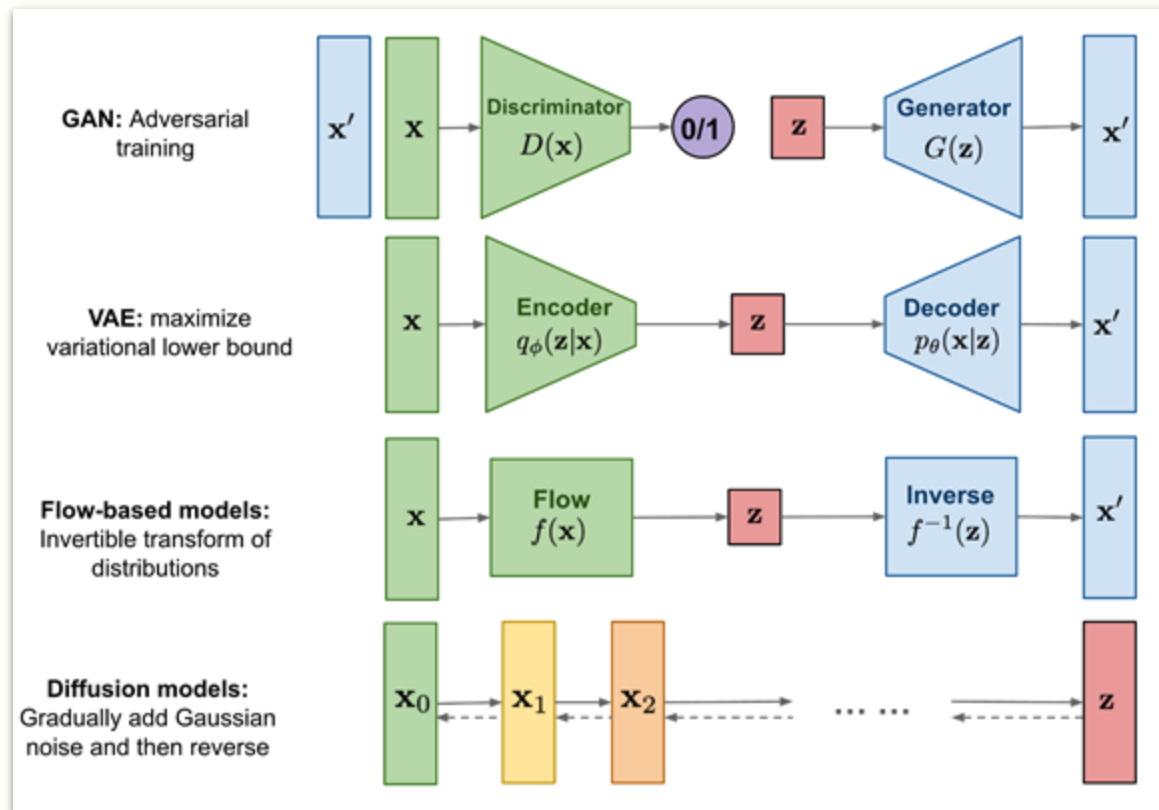 GAN: Adversarial
training
x′
x
Discriminator
D(x)
0/1
z
Generator
G(z)
x′
VAE: maximize
variational lower bound
x
Encoder
qϕ(z|x)
z
Decoder
pθ(x|z)
x′
Flow-based models:
Invertible transform of
distributions
x
Flow
f(x)
z
Inverse
f⁻¹(z)
x′
Diffusion models:
Gradually add Gaussian
noise and then reverse
x₀
x₁
x₂
... ...
z